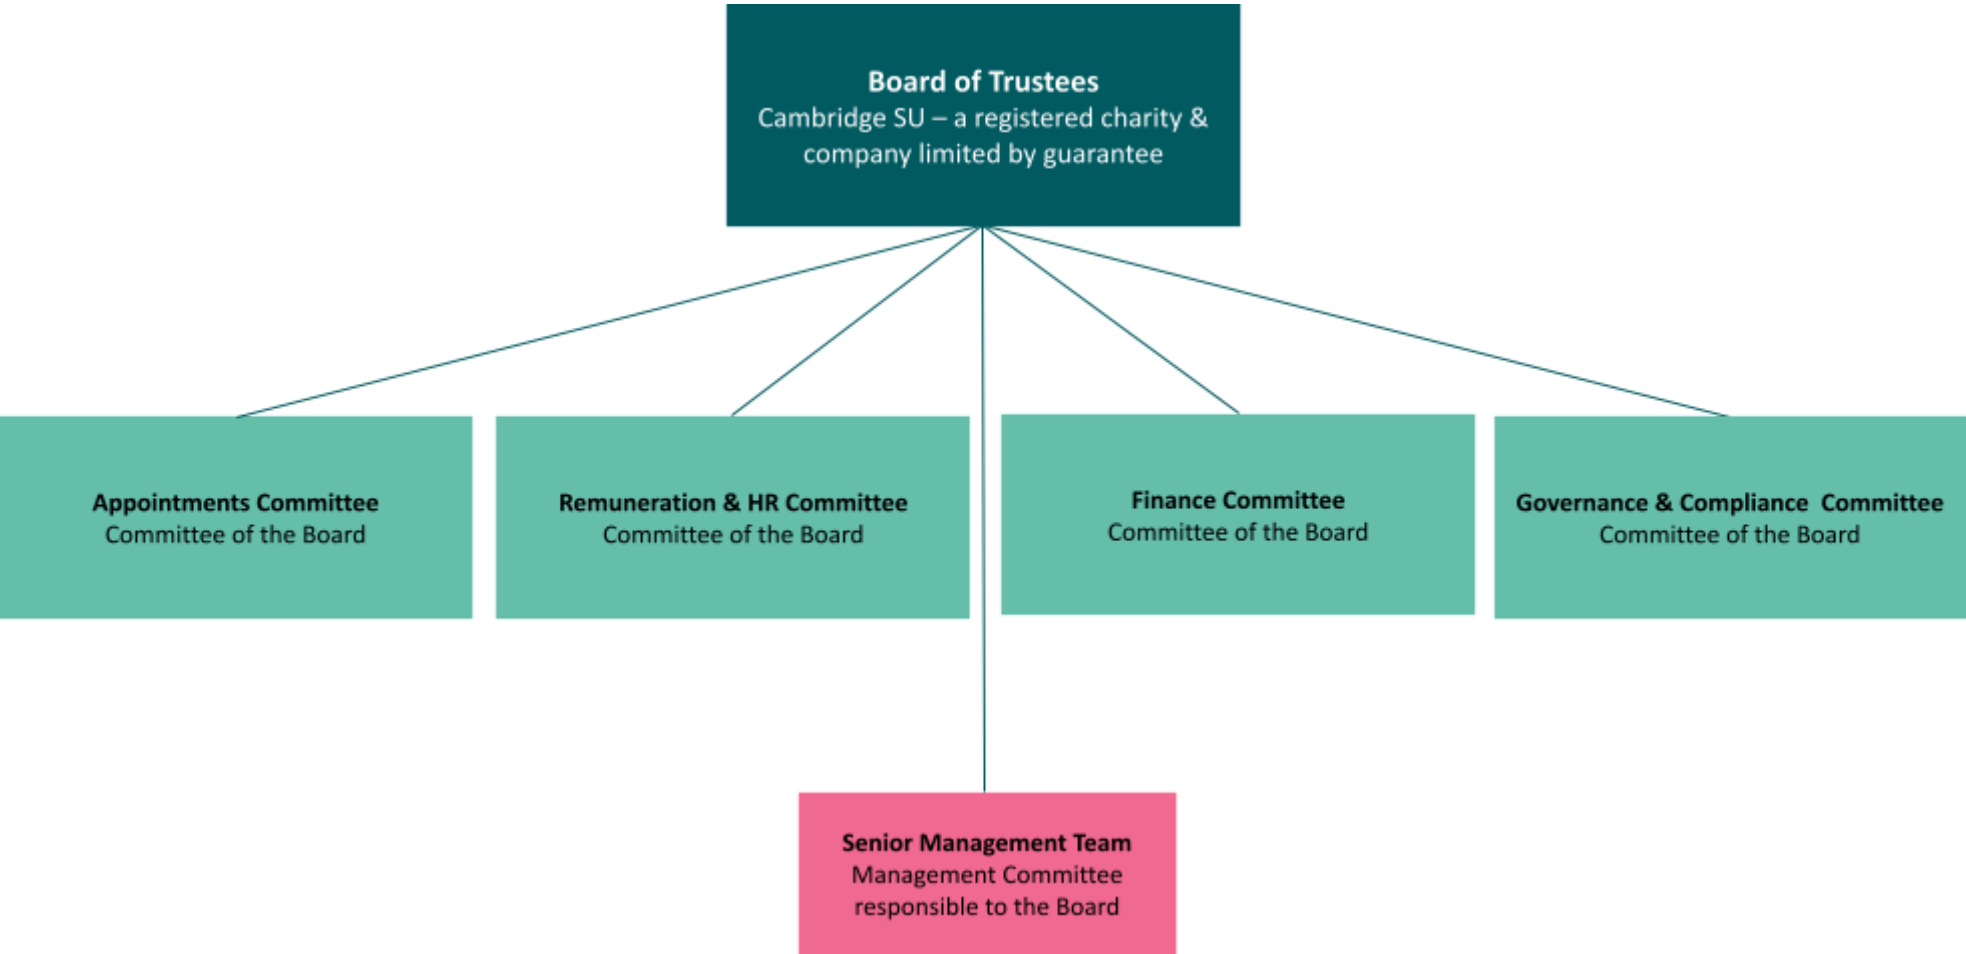 Board of Trustees
Cambridge SU – a registered charity &
company limited by guarantee
Appointments Committee
Committee of the Board
Remuneration & HR Committee
Committee of the Board
Finance Committee
Committee of the Board
Governance & Compliance  Committee
Committee of the Board
Senior Management Team
Management Committee
responsible to the Board